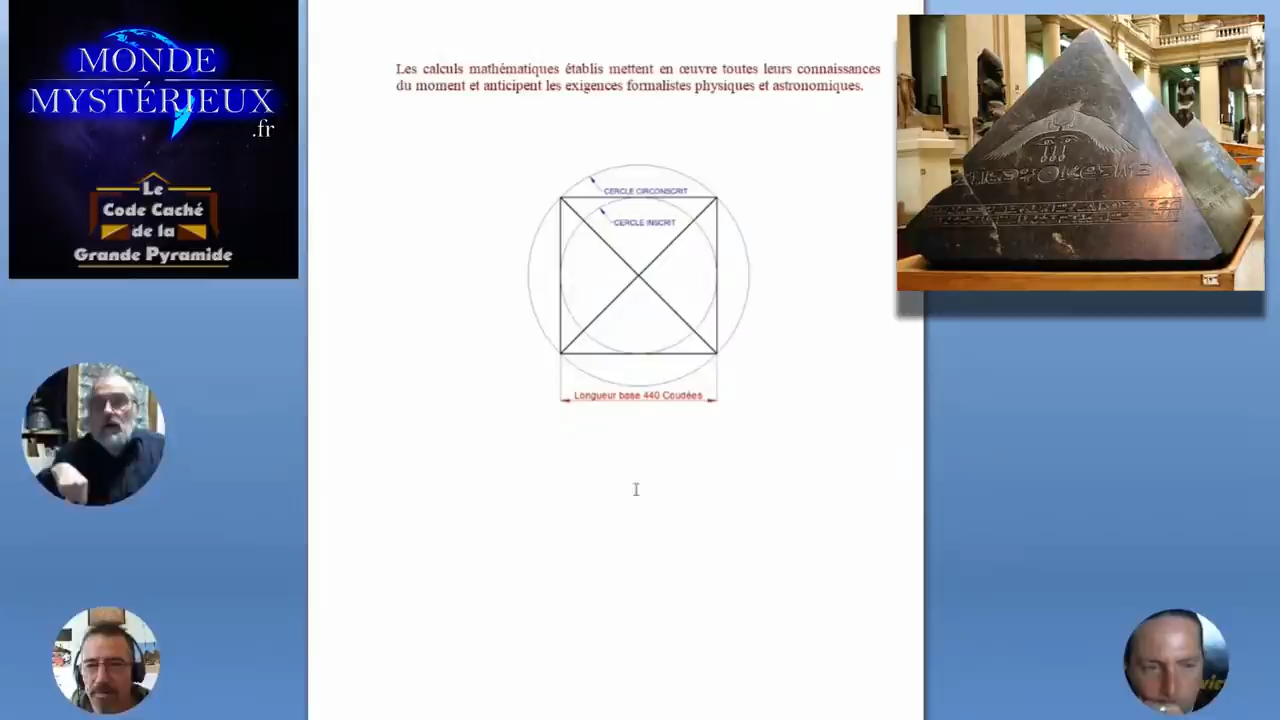 MONDE
MYSTÉRIEUX
.fr
Le
Code Caché
de la
Grande Pyramide
Les calculs mathématiques établis mettent en œuvre toutes leurs connaissances
du moment et anticipent les exigences formalistes physiques et astronomiques.
CERCLE CIRCONSCRIT
CERCLE INSCRIT
Longueur base 440 Coudées